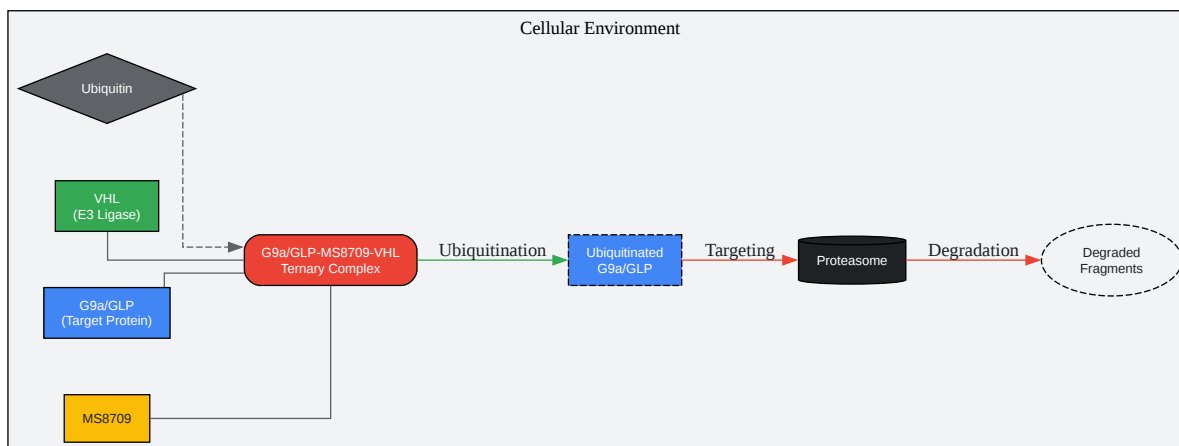 Cellular Environment
Ubiquitin
VHL
(E3 Ligase)
G9a/GLP
(Target Protein)
MS8709
G9a/GLP-MS8709-VHL
Ternary Complex
Ubiquitination
Ubiquitinated
G9a/GLP
Targeting
Proteasome
Degradation
Degraded
Fragments